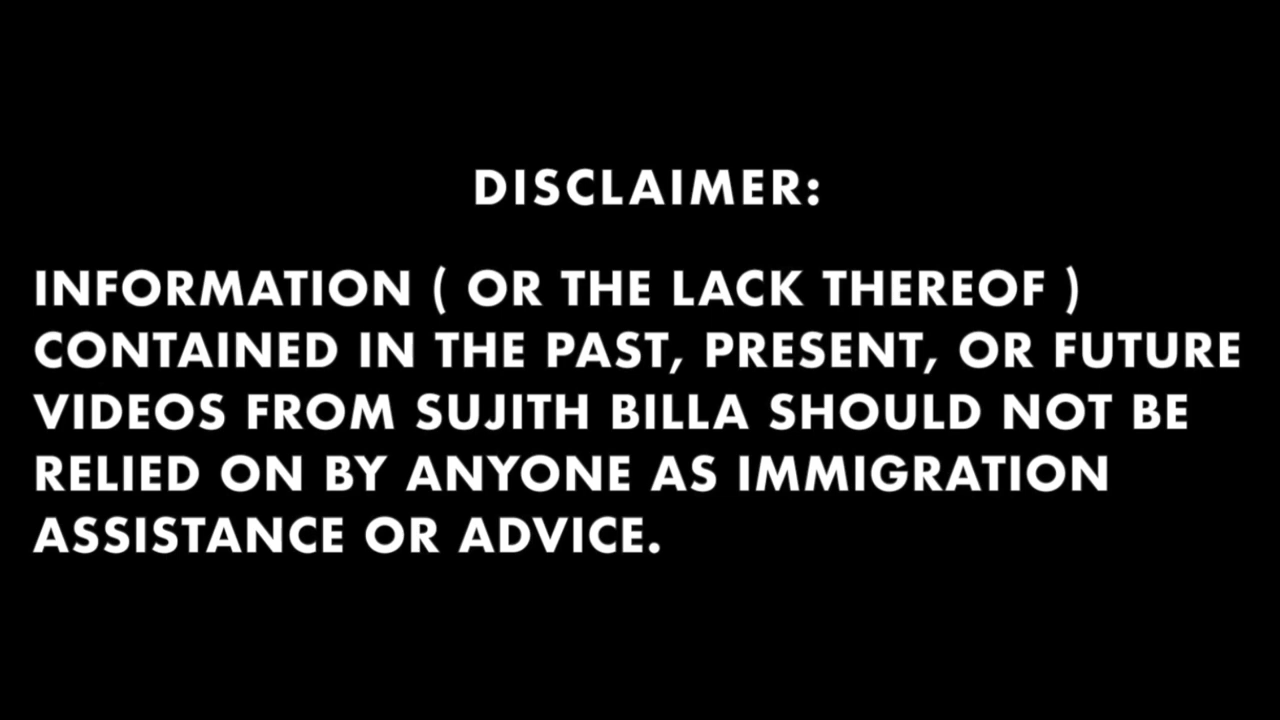 DISCLAIMER:
INFORMATION ( OR THE LACK THEREOF )
CONTAINED IN THE PAST, PRESENT, OR FUTURE
VIDEOS FROM SUJITH BILLA SHOULD NOT BE
RELIED ON BY ANYONE AS IMMIGRATION
ASSISTANCE OR ADVICE.